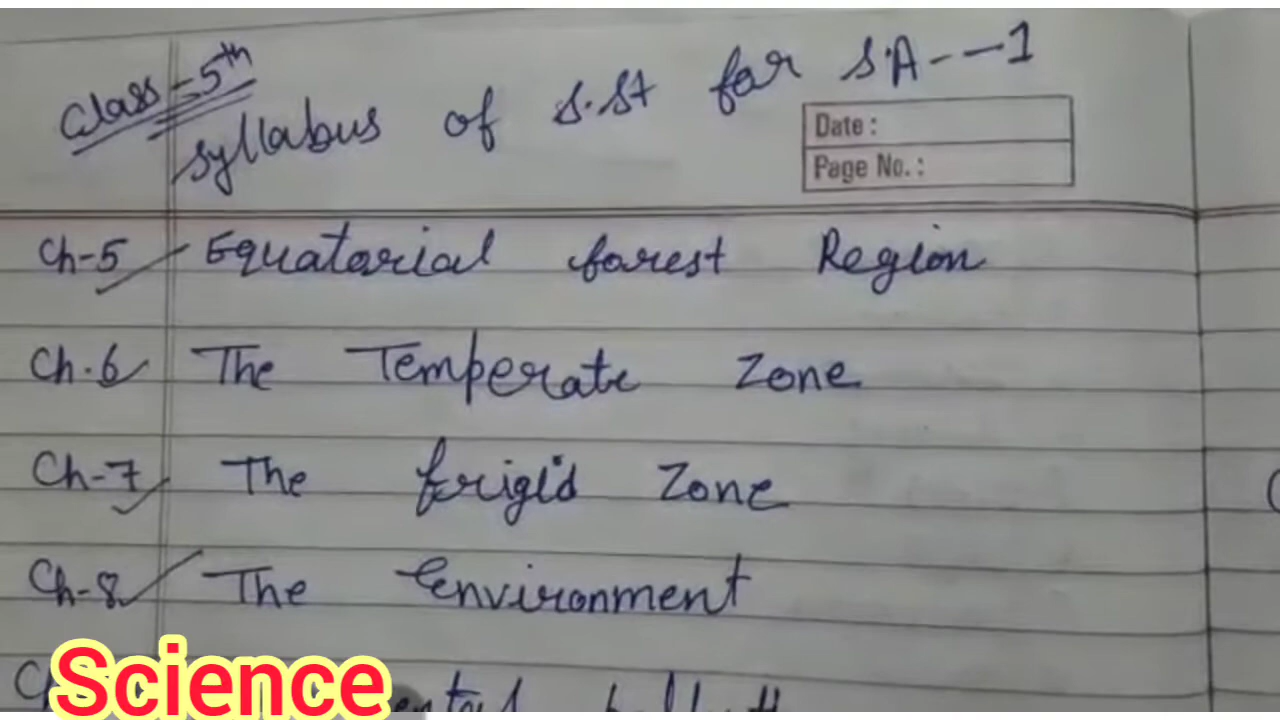 Class - 5th
Syllabus of S.St for S.A - - 1
Date :
Page No. :
Ch-5 Equatorial forest Region
Ch.6 The Temperate Zone
Ch-7 The frigid Zone
Ch-8 The Environment
Science